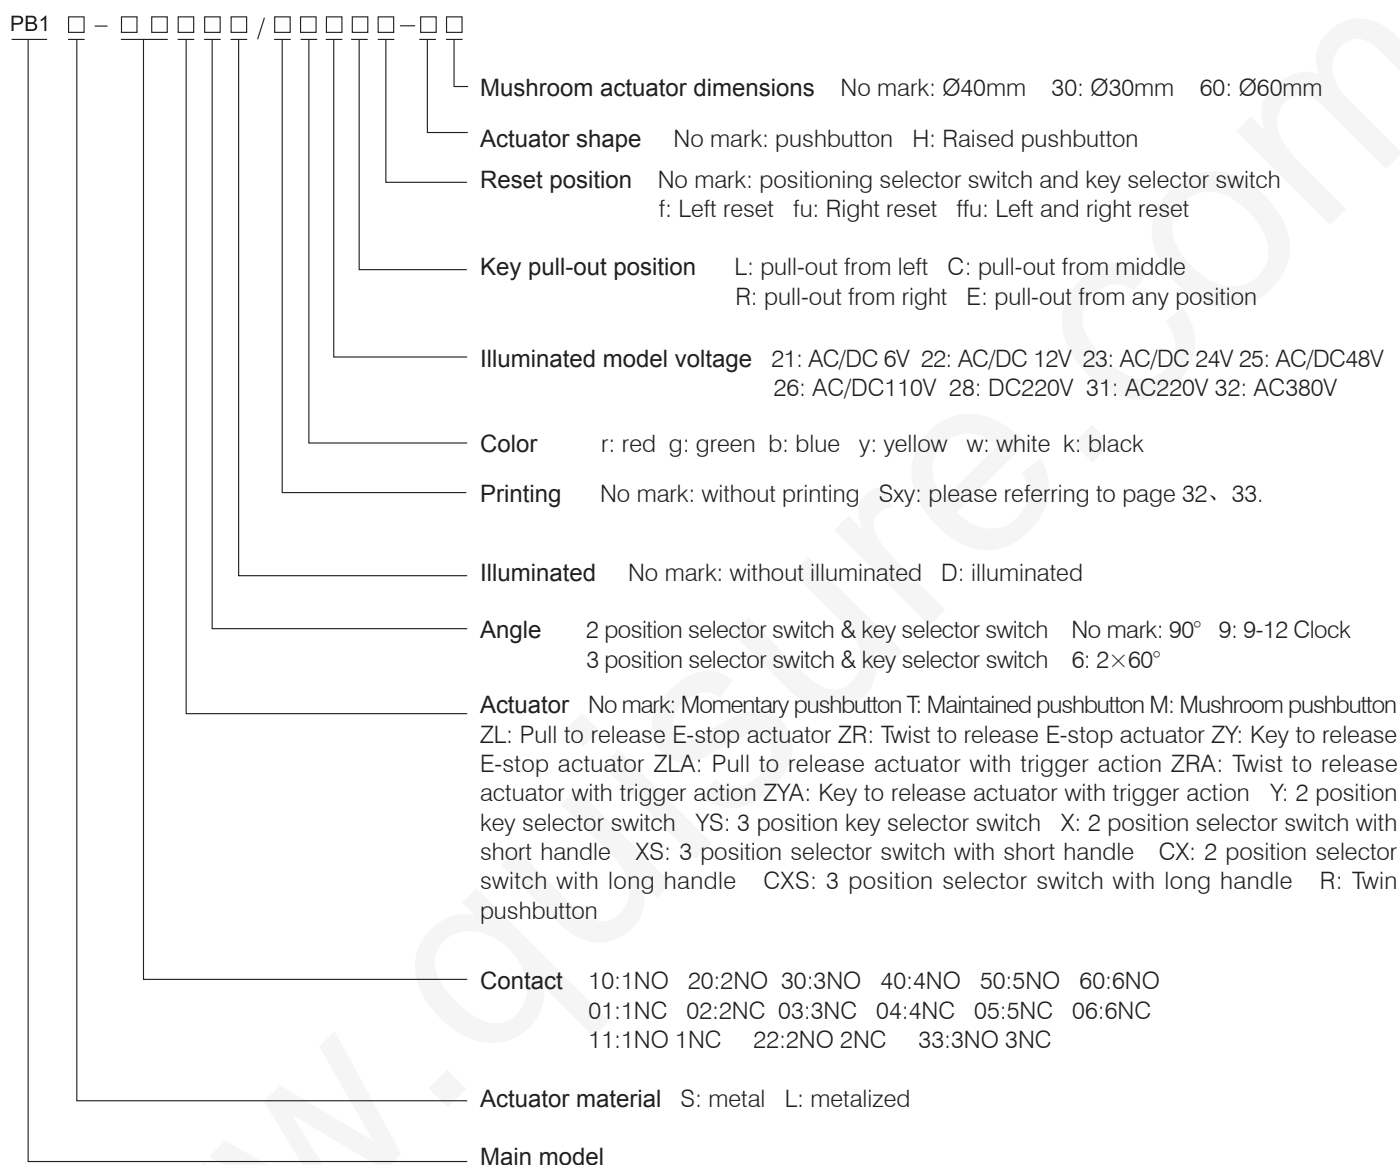 PB1 □ – □ □ □ □ □ / □ □ □ □ □ – □ □
Mushroom actuator dimensions No mark: Ø40mm 30: Ø30mm 60: Ø60mm
Actuator shape No mark: pushbutton H: Raised pushbutton
Reset position No mark: positioning selector switch and key selector switch
f: Left reset fu: Right reset ffu: Left and right reset
Key pull-out position L: pull-out from left C: pull-out from middle
R: pull-out from right E: pull-out from any position
Illuminated model voltage 21: AC/DC 6V 22: AC/DC 12V 23: AC/DC 24V 25: AC/DC48V
26: AC/DC110V 28: DC220V 31: AC220V 32: AC380V
Color r: red g: green b: blue y: yellow w: white k: black
Printing No mark: without printing Sxy: please referring to page 32、33.
Illuminated No mark: without illuminated D: illuminated
Angle 2 position selector switch & key selector switch No mark: 90° 9: 9-12 Clock
3 position selector switch & key selector switch 6: 2×60°
Actuator No mark: Momentary pushbutton T: Maintained pushbutton M: Mushroom pushbutton
ZL: Pull to release E-stop actuator ZR: Twist to release E-stop actuator ZY: Key to release
E-stop actuator ZLA: Pull to release actuator with trigger action ZRA: Twist to release
actuator with trigger action ZYA: Key to release actuator with trigger action Y: 2 position
key selector switch YS: 3 position key selector switch X: 2 position selector switch with
short handle XS: 3 position selector switch with short handle CX: 2 position selector
switch with long handle CXS: 3 position selector switch with long handle R: Twin
pushbutton
Contact 10:1NO 20:2NO 30:3NO 40:4NO 50:5NO 60:6NO
01:1NC 02:2NC 03:3NC 04:4NC 05:5NC 06:6NC
11:1NO 1NC 22:2NO 2NC 33:3NO 3NC
Actuator material S: metal L: metalized
Main model
w.quisure.com